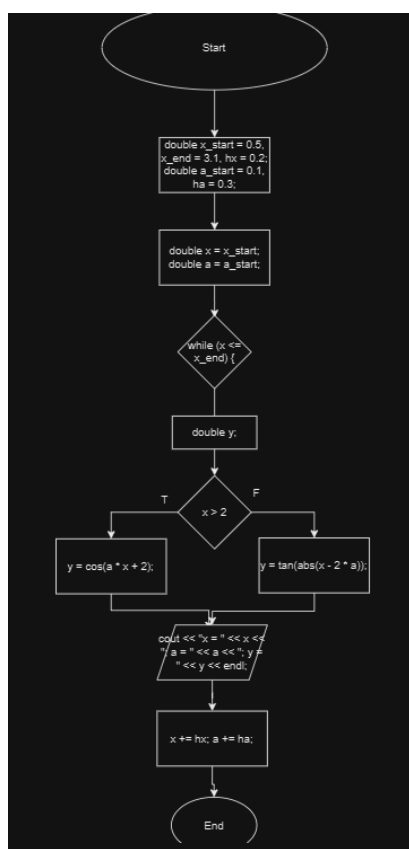 Start
double x_start = 0.5,
x_end = 3.1, hx = 0.2;
double a_start = 0.1,
ha = 0.3;
double x = x_start;
double a = a_start;
while (x <=
x_end) {
double y;
x > 2
T
F
y = cos(a * x + 2);
y = tan(abs(x - 2 * a));
cout << "x = " << x <<
"; a = " << a << "; y =
" << y << endl;
x += hx; a += ha;
End